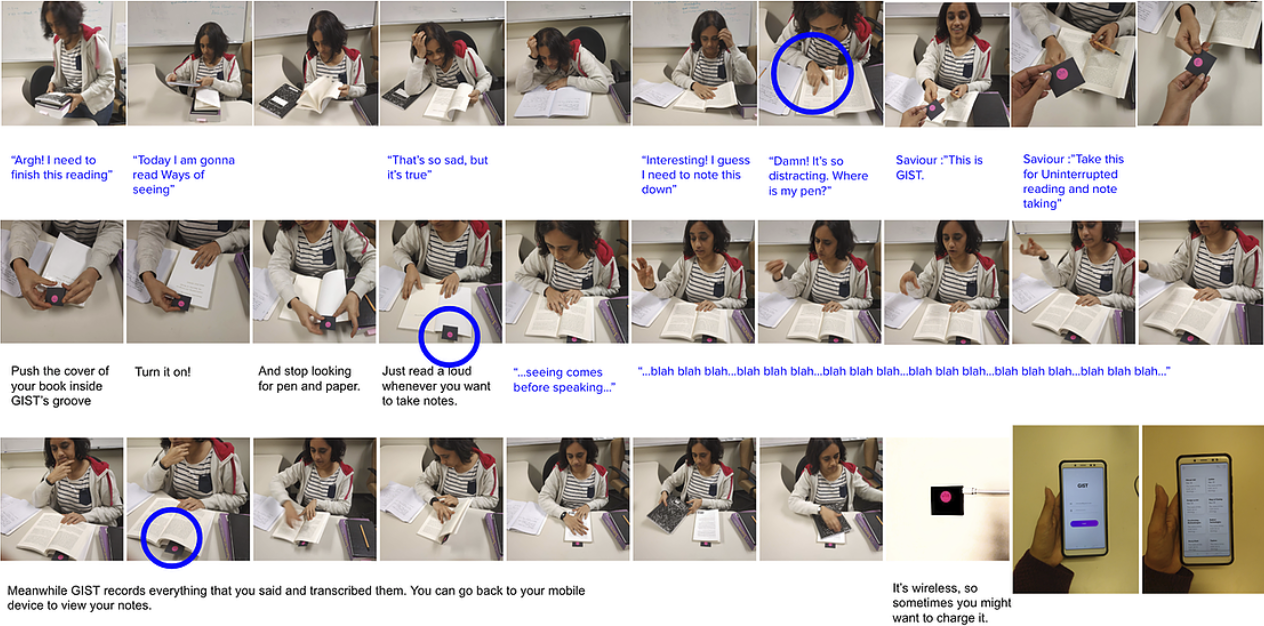 “Argh! I need to
finish this reading”
“Today I am gonna
read Ways of
seeing”
“That’s so sad, but
it’s true”
“Interesting! I guess
I need to note this
down”
“Damn! It’s so
distracting. Where
is my pen?”
Saviour :”This is
GIST.
Saviour :”Take this
for Uninterrupted
reading and note
taking”
Push the cover of
your book inside
GIST’s groove
Turn it on!
And stop looking
for pen and paper.
Just read a loud
whenever you want
to take notes.
“...seeing comes
before speaking...”
“...blah blah blah...blah blah blah...blah blah blah...blah blah blah...blah blah blah...blah blah blah...”
GIST
Meanwhile GIST records everything that you said and transcribed them. You can go back to your mobile
device to view your notes.
It’s wireless, so
sometimes you might
want to charge it.